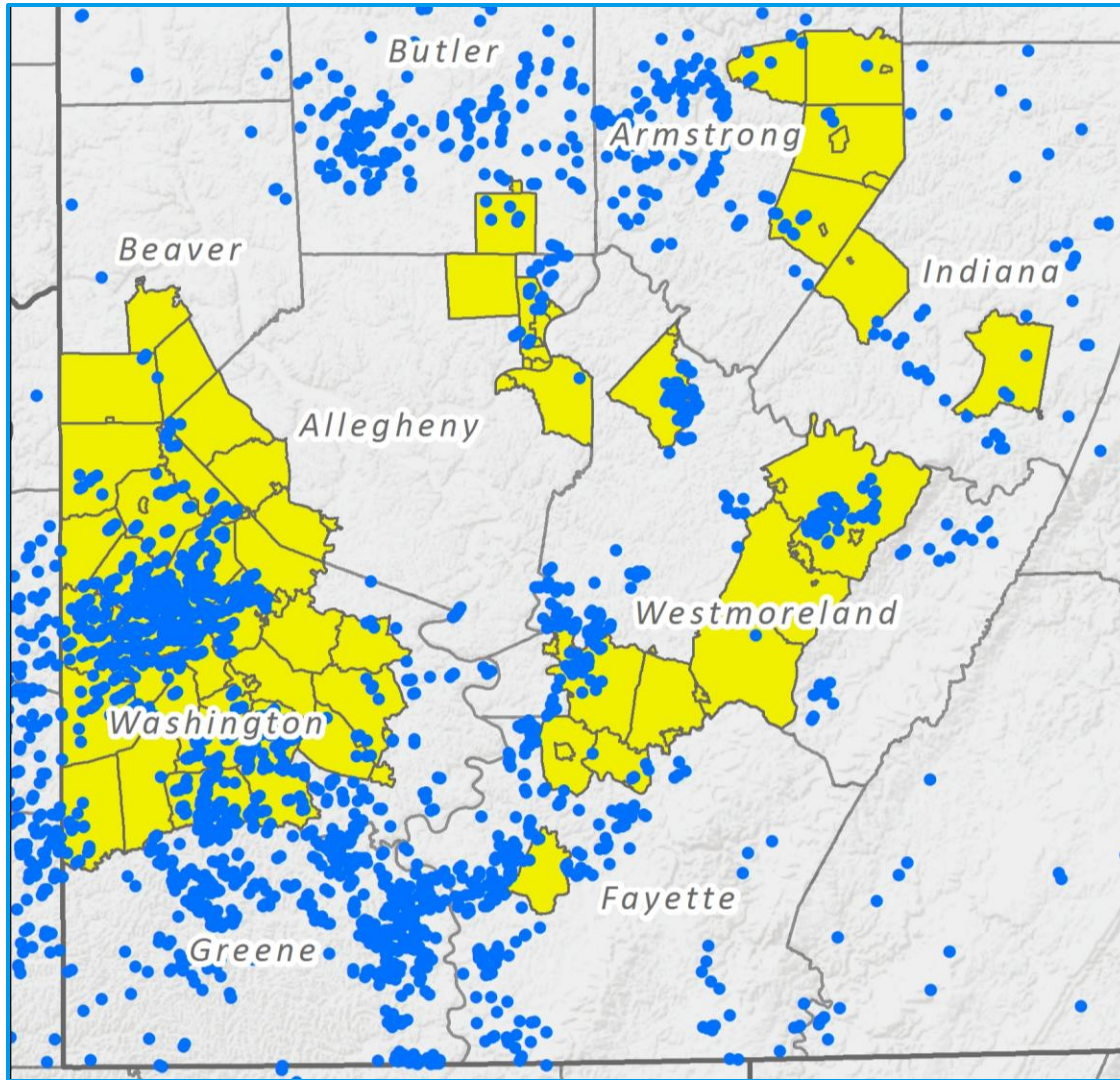 Butler
Armstrong
Beaver
Indiana
Allegheny
Westmoreland
Washington
Fayette
Greene